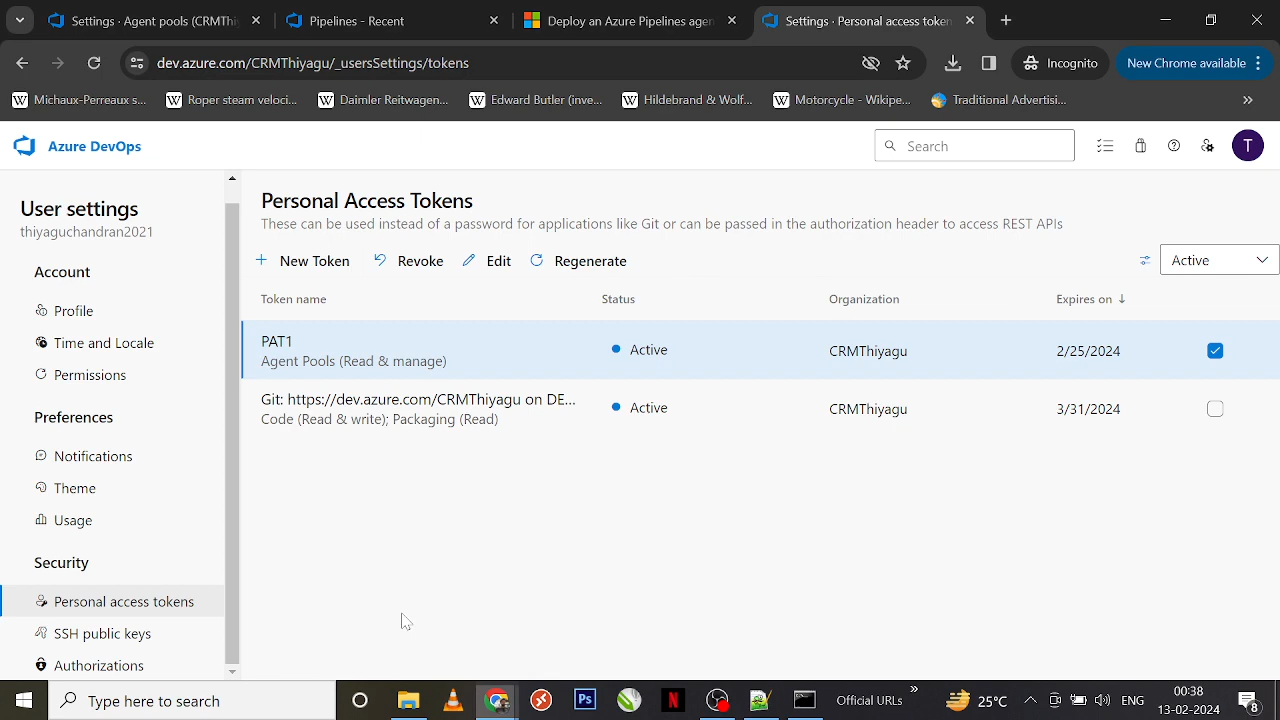 Settings · Agent pools (CRMThi
Pipelines - Recent
Deploy an Azure Pipelines agen
Settings · Personal access token
dev.azure.com/CRMThiyagu/_usersSettings/tokens
Incognito
New Chrome available
Michaux-Perreaux s...
Roper steam veloci...
Daimler Reitwagen...
Edward Butler (inve...
Hildebrand & Wolf...
Motorcycle - Wikipe...
Traditional Advertisi...
Azure DevOps
Search
T
User settings
thiyaguchandran2021
Account
Profile
Time and Locale
Permissions
Preferences
Notifications
Theme
Usage
Security
Personal access tokens
SSH public keys
Authorizations
Personal Access Tokens
These can be used instead of a password for applications like Git or can be passed in the authorization header to access REST APIs
New Token
Revoke
Edit
Regenerate
Active
Token name
Status
Organization
Expires on
PAT1
Agent Pools (Read & manage)
Active
CRMThiyagu
2/25/2024
Git: https://dev.azure.com/CRMThiyagu on DE...
Code (Read & write); Packaging (Read)
Active
CRMThiyagu
3/31/2024
Type here to search
Ps
N
Official URLs
25°C
ENG
00:38
13-02-2024
8